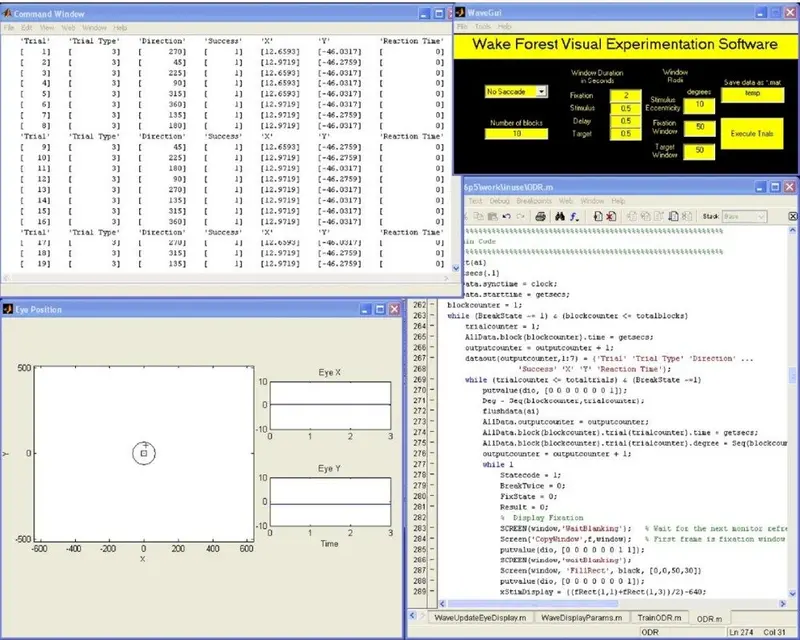 Command Window
File Edit View Web Window Help
'Trial' 'Trial Type' 'Direction' 'Success' 'X' 'Y' 'Reaction Time'
[ 1] [ 3] [ 270] [ 1] [12.6593] [-46.0317] [ 0]
[ 2] [ 3] [ 45] [ 1] [12.9719] [-46.2759] [ 0]
[ 3] [ 3] [ 225] [ 1] [12.6593] [-46.0317] [ 0]
[ 4] [ 3] [ 90] [ 1] [12.9719] [-46.0317] [ 0]
[ 5] [ 3] [ 315] [ 1] [12.9719] [-46.0317] [ 0]
[ 6] [ 3] [ 360] [ 1] [12.9719] [-46.0317] [ 0]
[ 7] [ 3] [ 135] [ 1] [12.9719] [-46.2759] [ 0]
[ 8] [ 3] [ 180] [ 1] [12.9719] [-46.0317] [ 0]
'Trial' 'Trial Type' 'Direction' 'Success' 'X' 'Y' 'Reaction Time'
[ 9] [ 3] [ 45] [ 1] [12.6593] [-46.2759] [ 0]
[ 10] [ 3] [ 225] [ 1] [12.9719] [-46.0317] [ 0]
[ 11] [ 3] [ 180] [ 1] [12.9719] [-46.0317] [ 0]
[ 12] [ 3] [ 90] [ 1] [12.9719] [-46.2759] [ 0]
[ 13] [ 3] [ 270] [ 1] [12.9719] [-46.0317] [ 0]
[ 14] [ 3] [ 135] [ 1] [12.9719] [-46.0317] [ 0]
[ 15] [ 3] [ 315] [ 1] [12.9719] [-46.2759] [ 0]
[ 16] [ 3] [ 360] [ 1] [12.9719] [-46.0317] [ 0]
'Trial' 'Trial Type' 'Direction' 'Success' 'X' 'Y' 'Reaction Time'
[ 17] [ 3] [ 270] [ 1] [12.6593] [-46.0317] [ 0]
[ 18] [ 3] [ 315] [ 1] [12.9719] [-46.0317] [ 0]
[ 19] [ 3] [ 135] [ 1] [12.9719] [-46.2759] [ 0]
WaveGui
File Tools Help
Wake Forest Visual Experimentation Software
No Saccade
Number of blocks
10
Window Duration
in Seconds
Fixation 2
Stimulus 0.5
Delay 0.5
Target 0.5
Window
degrees
Stimulus
Eccentricity 10
Fixation
Window 50
Target
Window 50
Save data as *.mat
temp
Execute Trials
6p5\work\inuse\ODR.m
Text Debug Breakpoints Web Window Help
Stack Base
in Code
t(ai)
secs(.1)
ata.synctime = clock;
ata.starttime = getsecs;
262 blockcounter = 1;
263 while (BreakState ~= 1) & (blockcounter <= totalblocks)
264 trialcounter = 1;
265 AllData.block(blockcounter).time = getsecs;
266 outputcounter = outputcounter + 1;
267 dataout(outputcounter,1:7) = {'Trial' 'Trial Type' 'Direction' ...
268 'Success' 'X' 'Y' 'Reaction Time'};
269 while (trialcounter <= totaltrials) & (BreakState ~=1)
270 putvalue(dio, [0 0 0 0 0 0 0 1]);
271 Deg = Seq(blockcounter,trialcounter);
272 flushdata(ai)
273 AllData.outputcounter = outputcounter;
274 AllData.block(blockcounter).trial(trialcounter).time = getsecs;
275 AllData.block(blockcounter).trial(trialcounter).degree = Seq(blockcoun
276 outputcounter = outputcounter + 1;
277 while 1
278 Statecode = 1;
279 BreakTwice = 0;
280 FixState = 0;
281 Result = 0;
282 % Display Fixation
283 SCREEN(window,'WaitBlanking'); % Wait for the next monitor refre
284 Screen('CopyWindow',f,window); % First frame is fixation window
285 putvalue(dio, [0 0 0 0 0 0 1 1]);
286 SCREEN(window,'waitBlanking');
287 Screen(window, 'FillRect', black, [0,0,50,30])
288 putvalue(dio, [0 0 0 0 0 0 0 1]);
289 xStimDisplay = ((fRect(1,1)+fRect(1,3))/2)-640;
WaveUpdateEyeDisplay.m WaveDisplayParams.m TrainODR.m ODR.m
ODR Ln 274 Col 31
Eye Position
500
0
-500
-600 -400 -200 0 200 400 600
X
Y
Eye X
10
0
-10
0 1 2 3
Eye Y
10
0
-10
0 1 2 3
Time